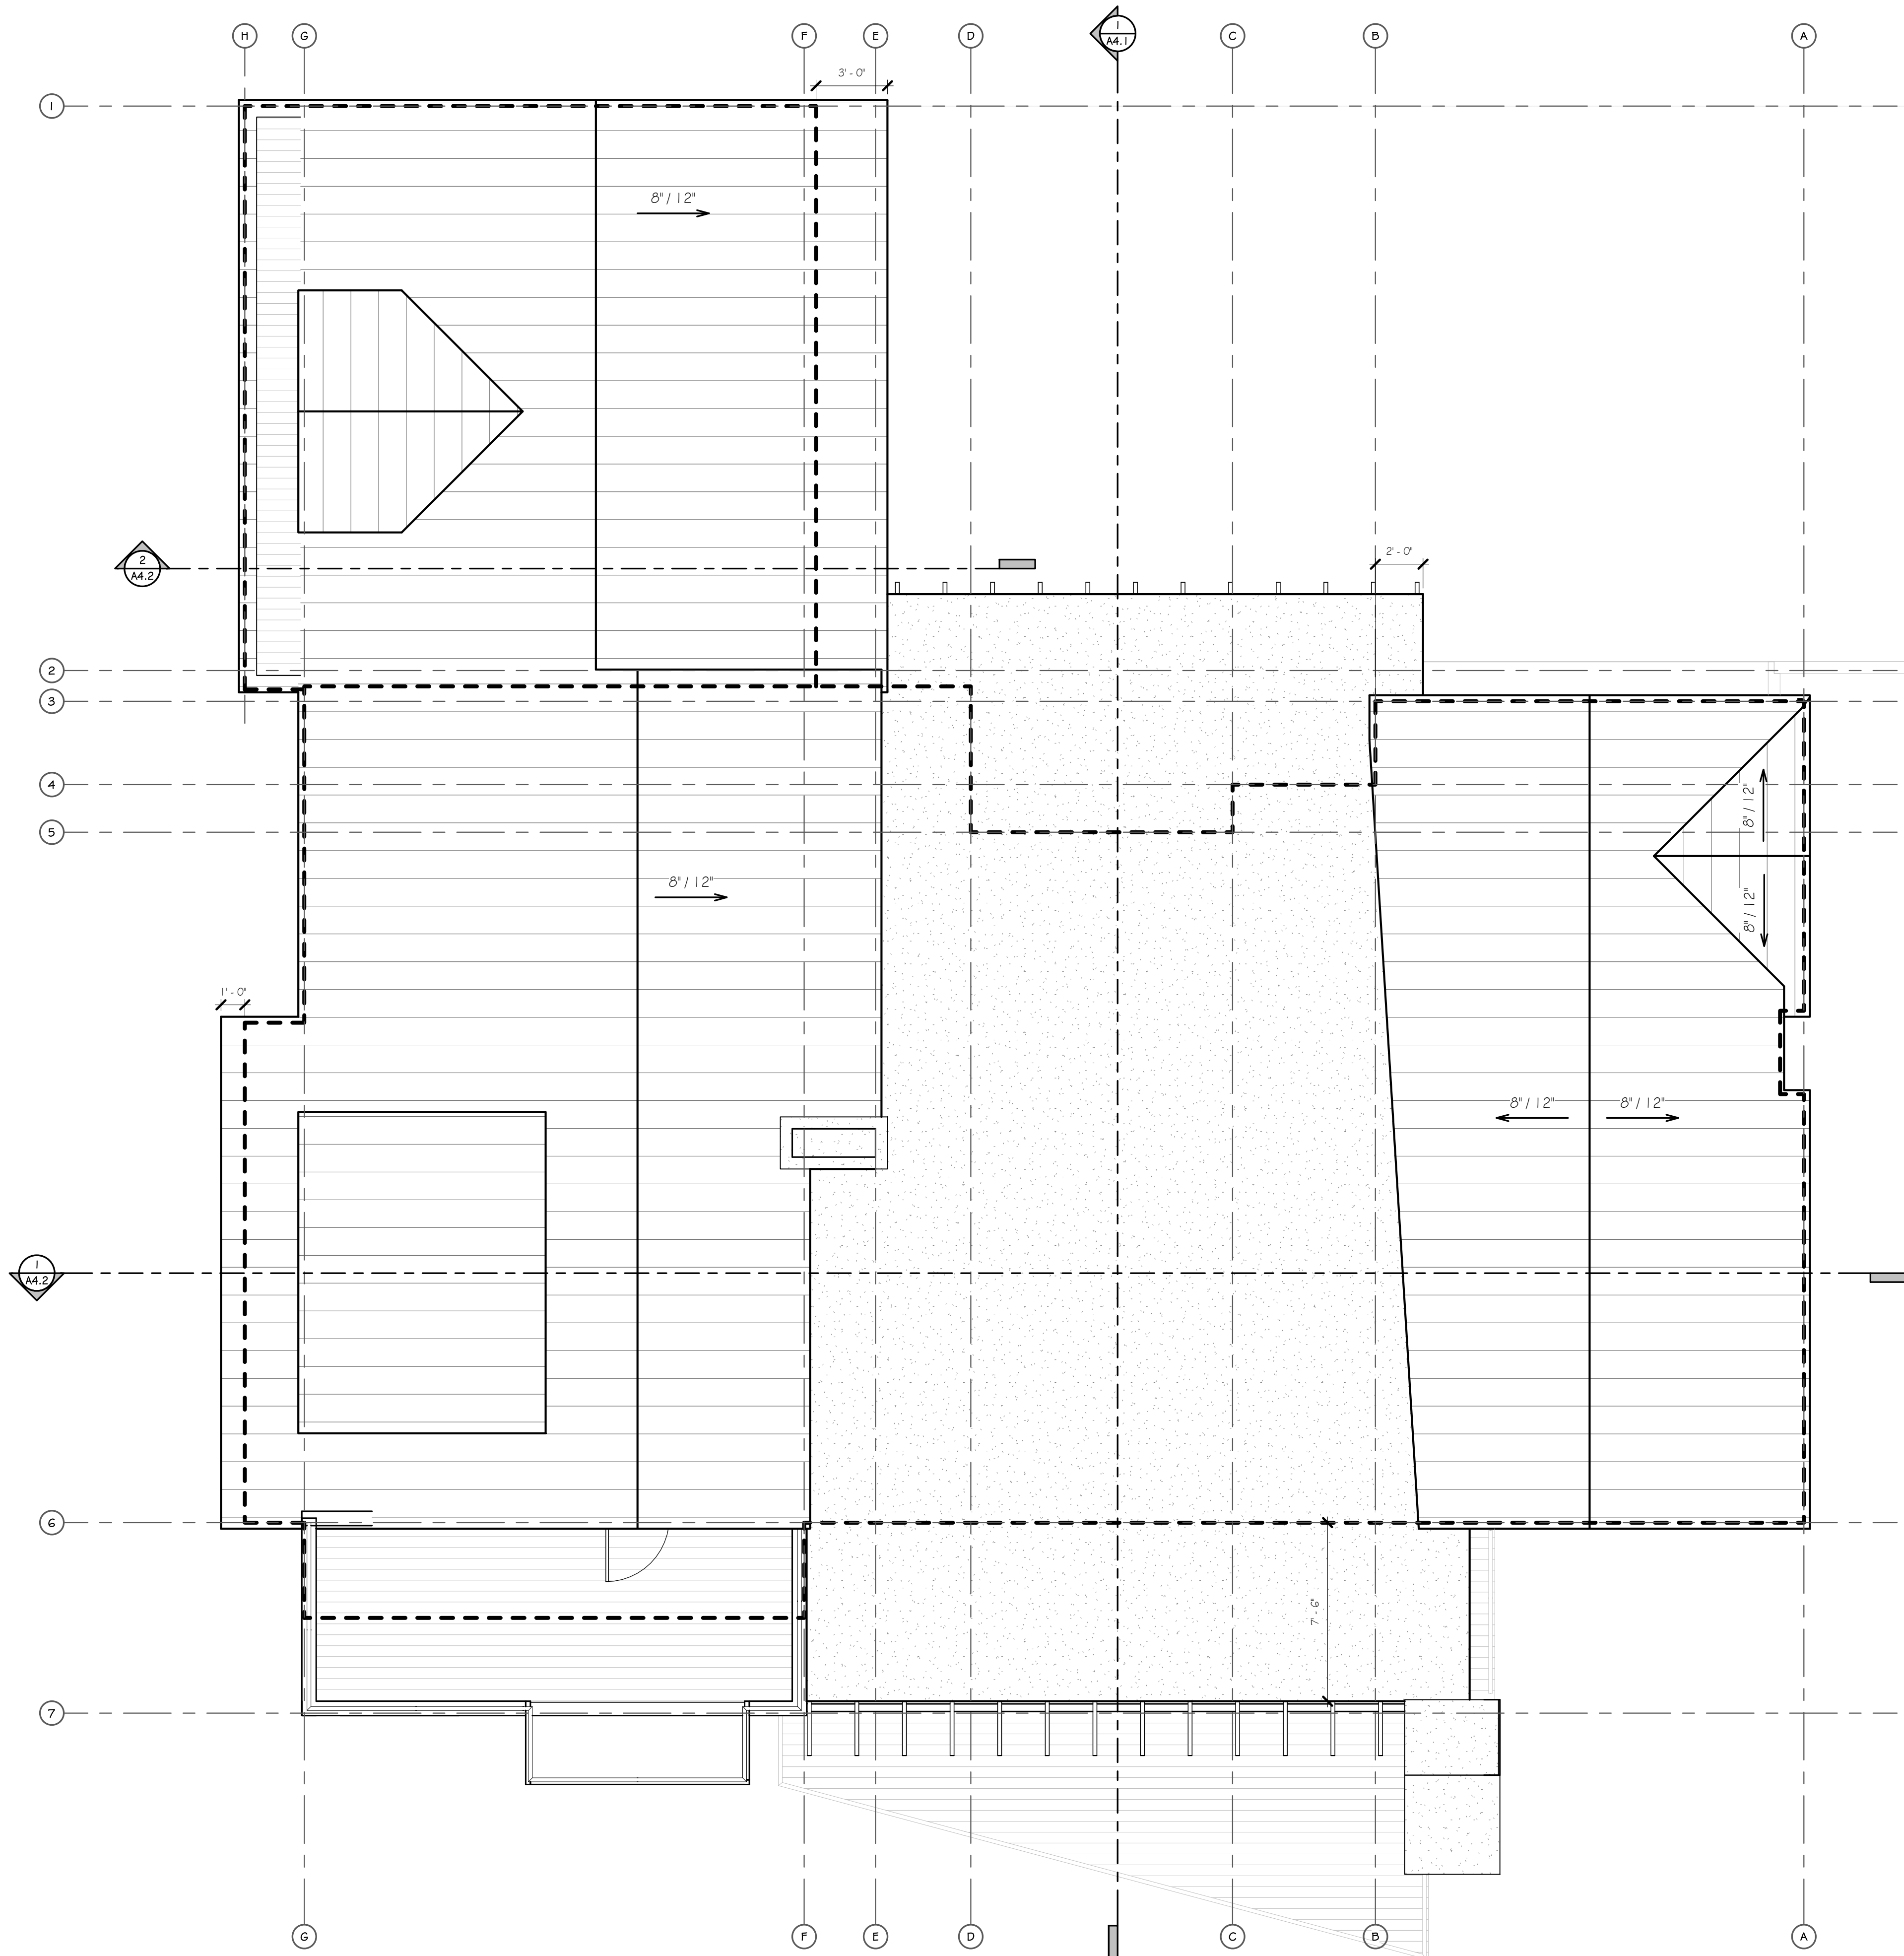 1
A4.1
H
G
F
E
D
C
B
A
3' - 0"
1
8" / 12"
2
A4.2
2' - 0"
2
3
4
8" / 12"
5
8" / 12"
8" / 12"
1' - 0"
8" / 12"
8" / 12"
1
A4.2
6
7' - 6"
7
G
F
E
D
C
B
A